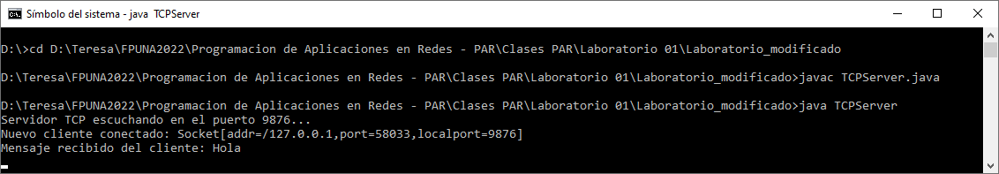 Símbolo del sistema - java  TCPServer
D:\>cd D:\Teresa\FPUNA2022\Programacion de Aplicaciones en Redes - PAR\Clases PAR\Laboratorio 01\Laboratorio_modificado
D:\Teresa\FPUNA2022\Programacion de Aplicaciones en Redes - PAR\Clases PAR\Laboratorio 01\Laboratorio_modificado>javac TCPServer.java
D:\Teresa\FPUNA2022\Programacion de Aplicaciones en Redes - PAR\Clases PAR\Laboratorio 01\Laboratorio_modificado>java TCPServer
Servidor TCP escuchando en el puerto 9876...
Nuevo cliente conectado: Socket[addr=/127.0.0.1,port=58033,localport=9876]
Mensaje recibido del cliente: Hola